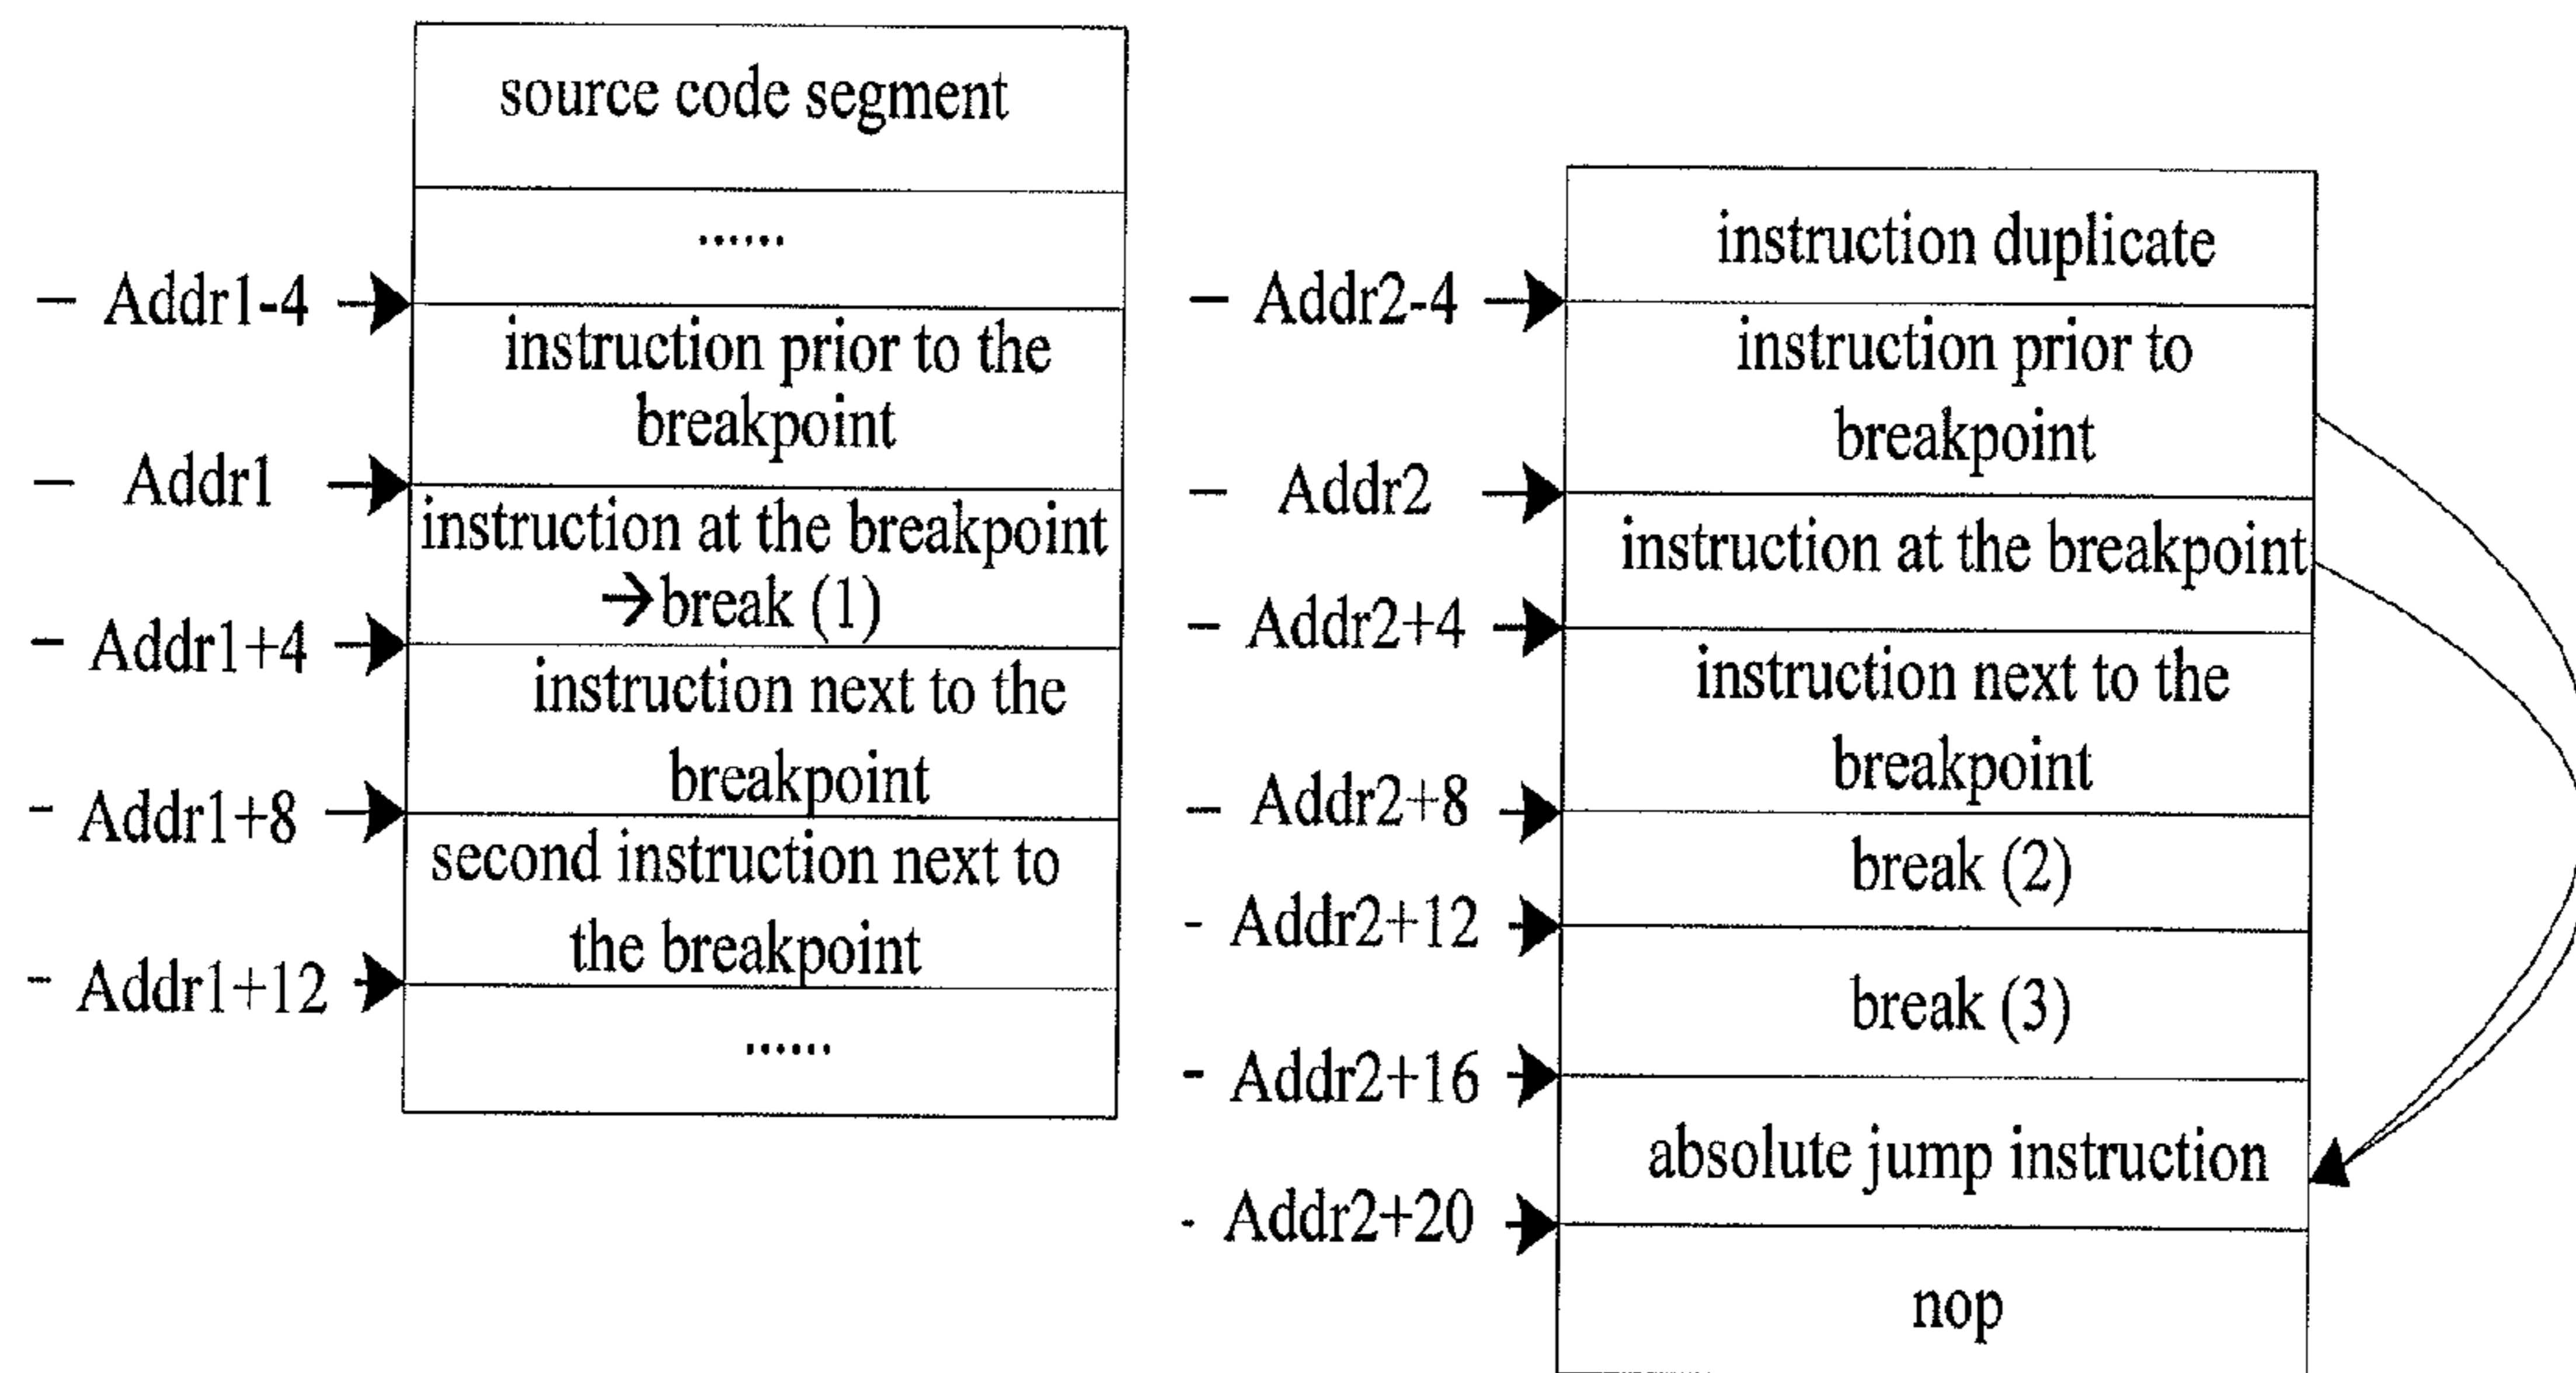 source code segment
......
– Addr1-4
instruction prior to the
breakpoint
– Addr1
instruction at the breakpoint
→break (1)
– Addr1+4
instruction next to the
breakpoint
- Addr1+8
second instruction next to
the breakpoint
- Addr1+12
......
instruction duplicate
– Addr2-4
instruction prior to
breakpoint
– Addr2
instruction at the breakpoint
– Addr2+4
instruction next to the
breakpoint
– Addr2+8
break (2)
- Addr2+12
break (3)
- Addr2+16
absolute jump instruction
- Addr2+20
nop